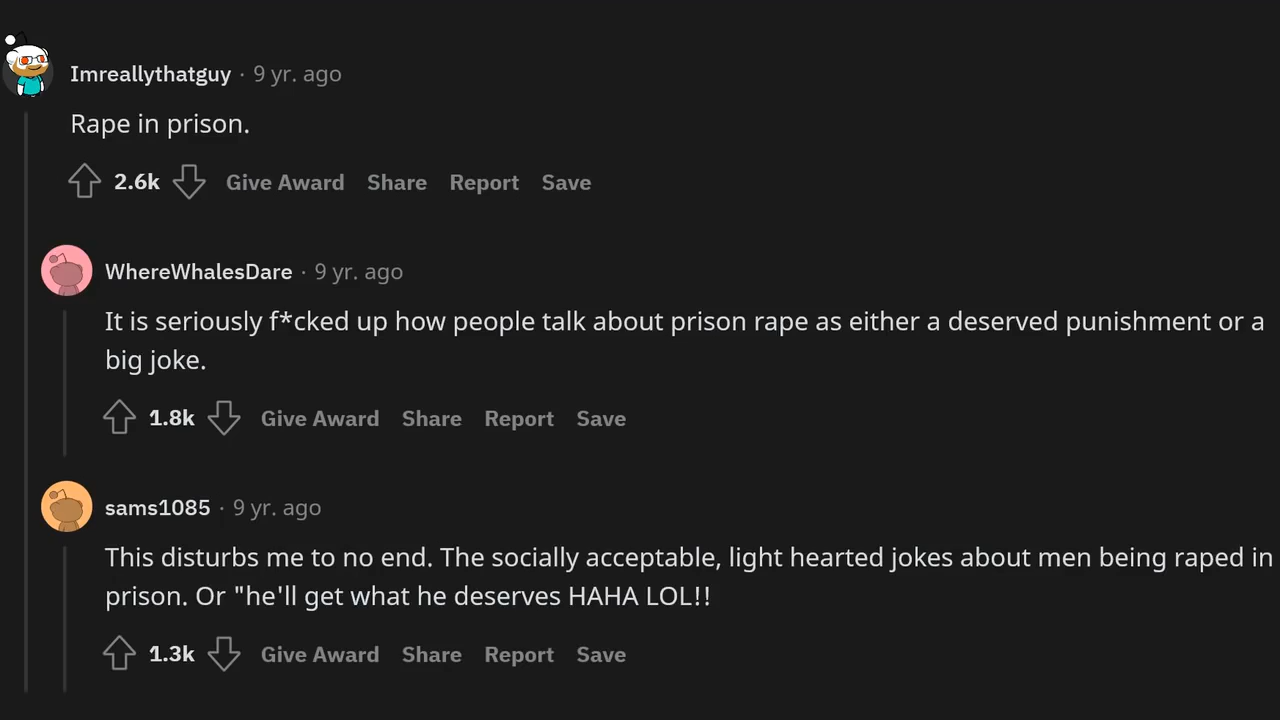 Imreallythatguy · 9 yr. ago
Rape in prison.
2.6k Give Award Share Report Save
WhereWhalesDare · 9 yr. ago
It is seriously f*cked up how people talk about prison rape as either a deserved punishment or a
big joke.
1.8k Give Award Share Report Save
sams1085 · 9 yr. ago
This disturbs me to no end. The socially acceptable, light hearted jokes about men being raped in
prison. Or "he'll get what he deserves HAHA LOL!!
1.3k Give Award Share Report Save